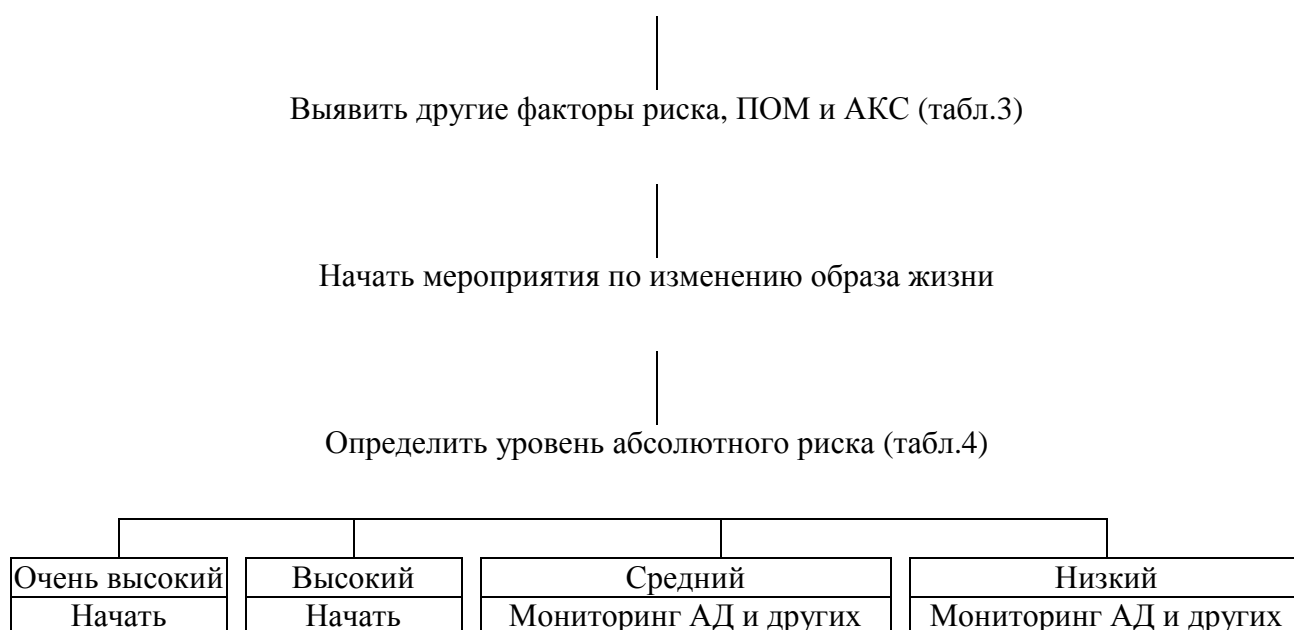 Выявить другие факторы риска, ПОМ и АКС (табл.3)
Начать мероприятия по изменению образа жизни
Определить уровень абсолютного риска (табл.4)
Очень высокий Высокий Средний Низкий
Начать Начать Мониторинг АД и других Мониторинг АД и других